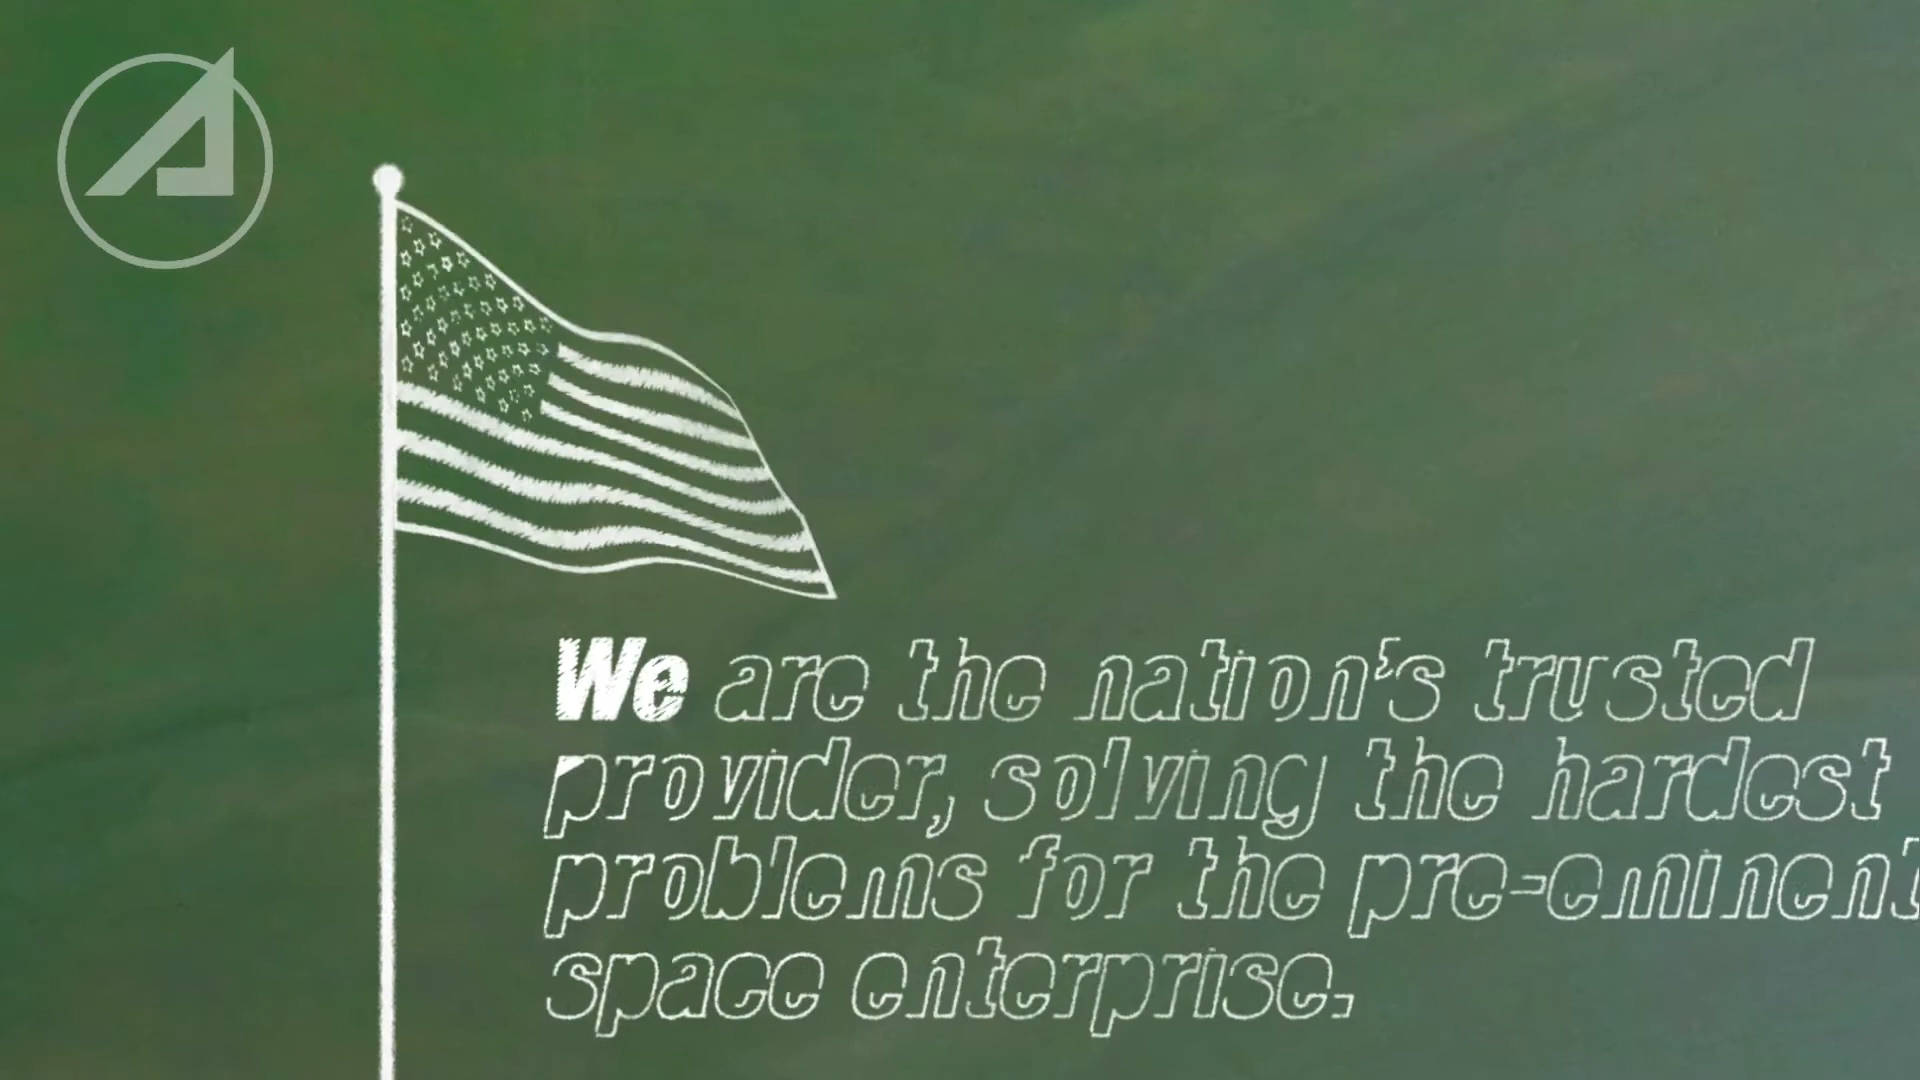 We are the nation's trusted
provider, solving the hardest
problems for the pre-eminent
space enterprise.